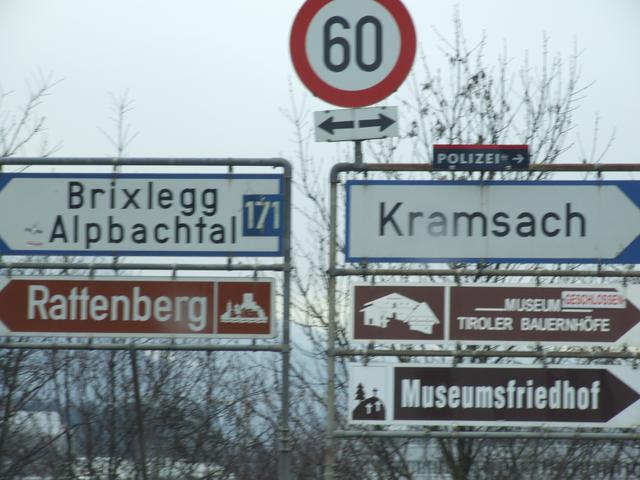 60
POLIZEI
Brixlegg
Alpbachtal 171
Kramsach
Rattenberg
MUSEUM GESCHLOSSEN
TIROLER BAUERNHÖFE
Museumsfriedhof